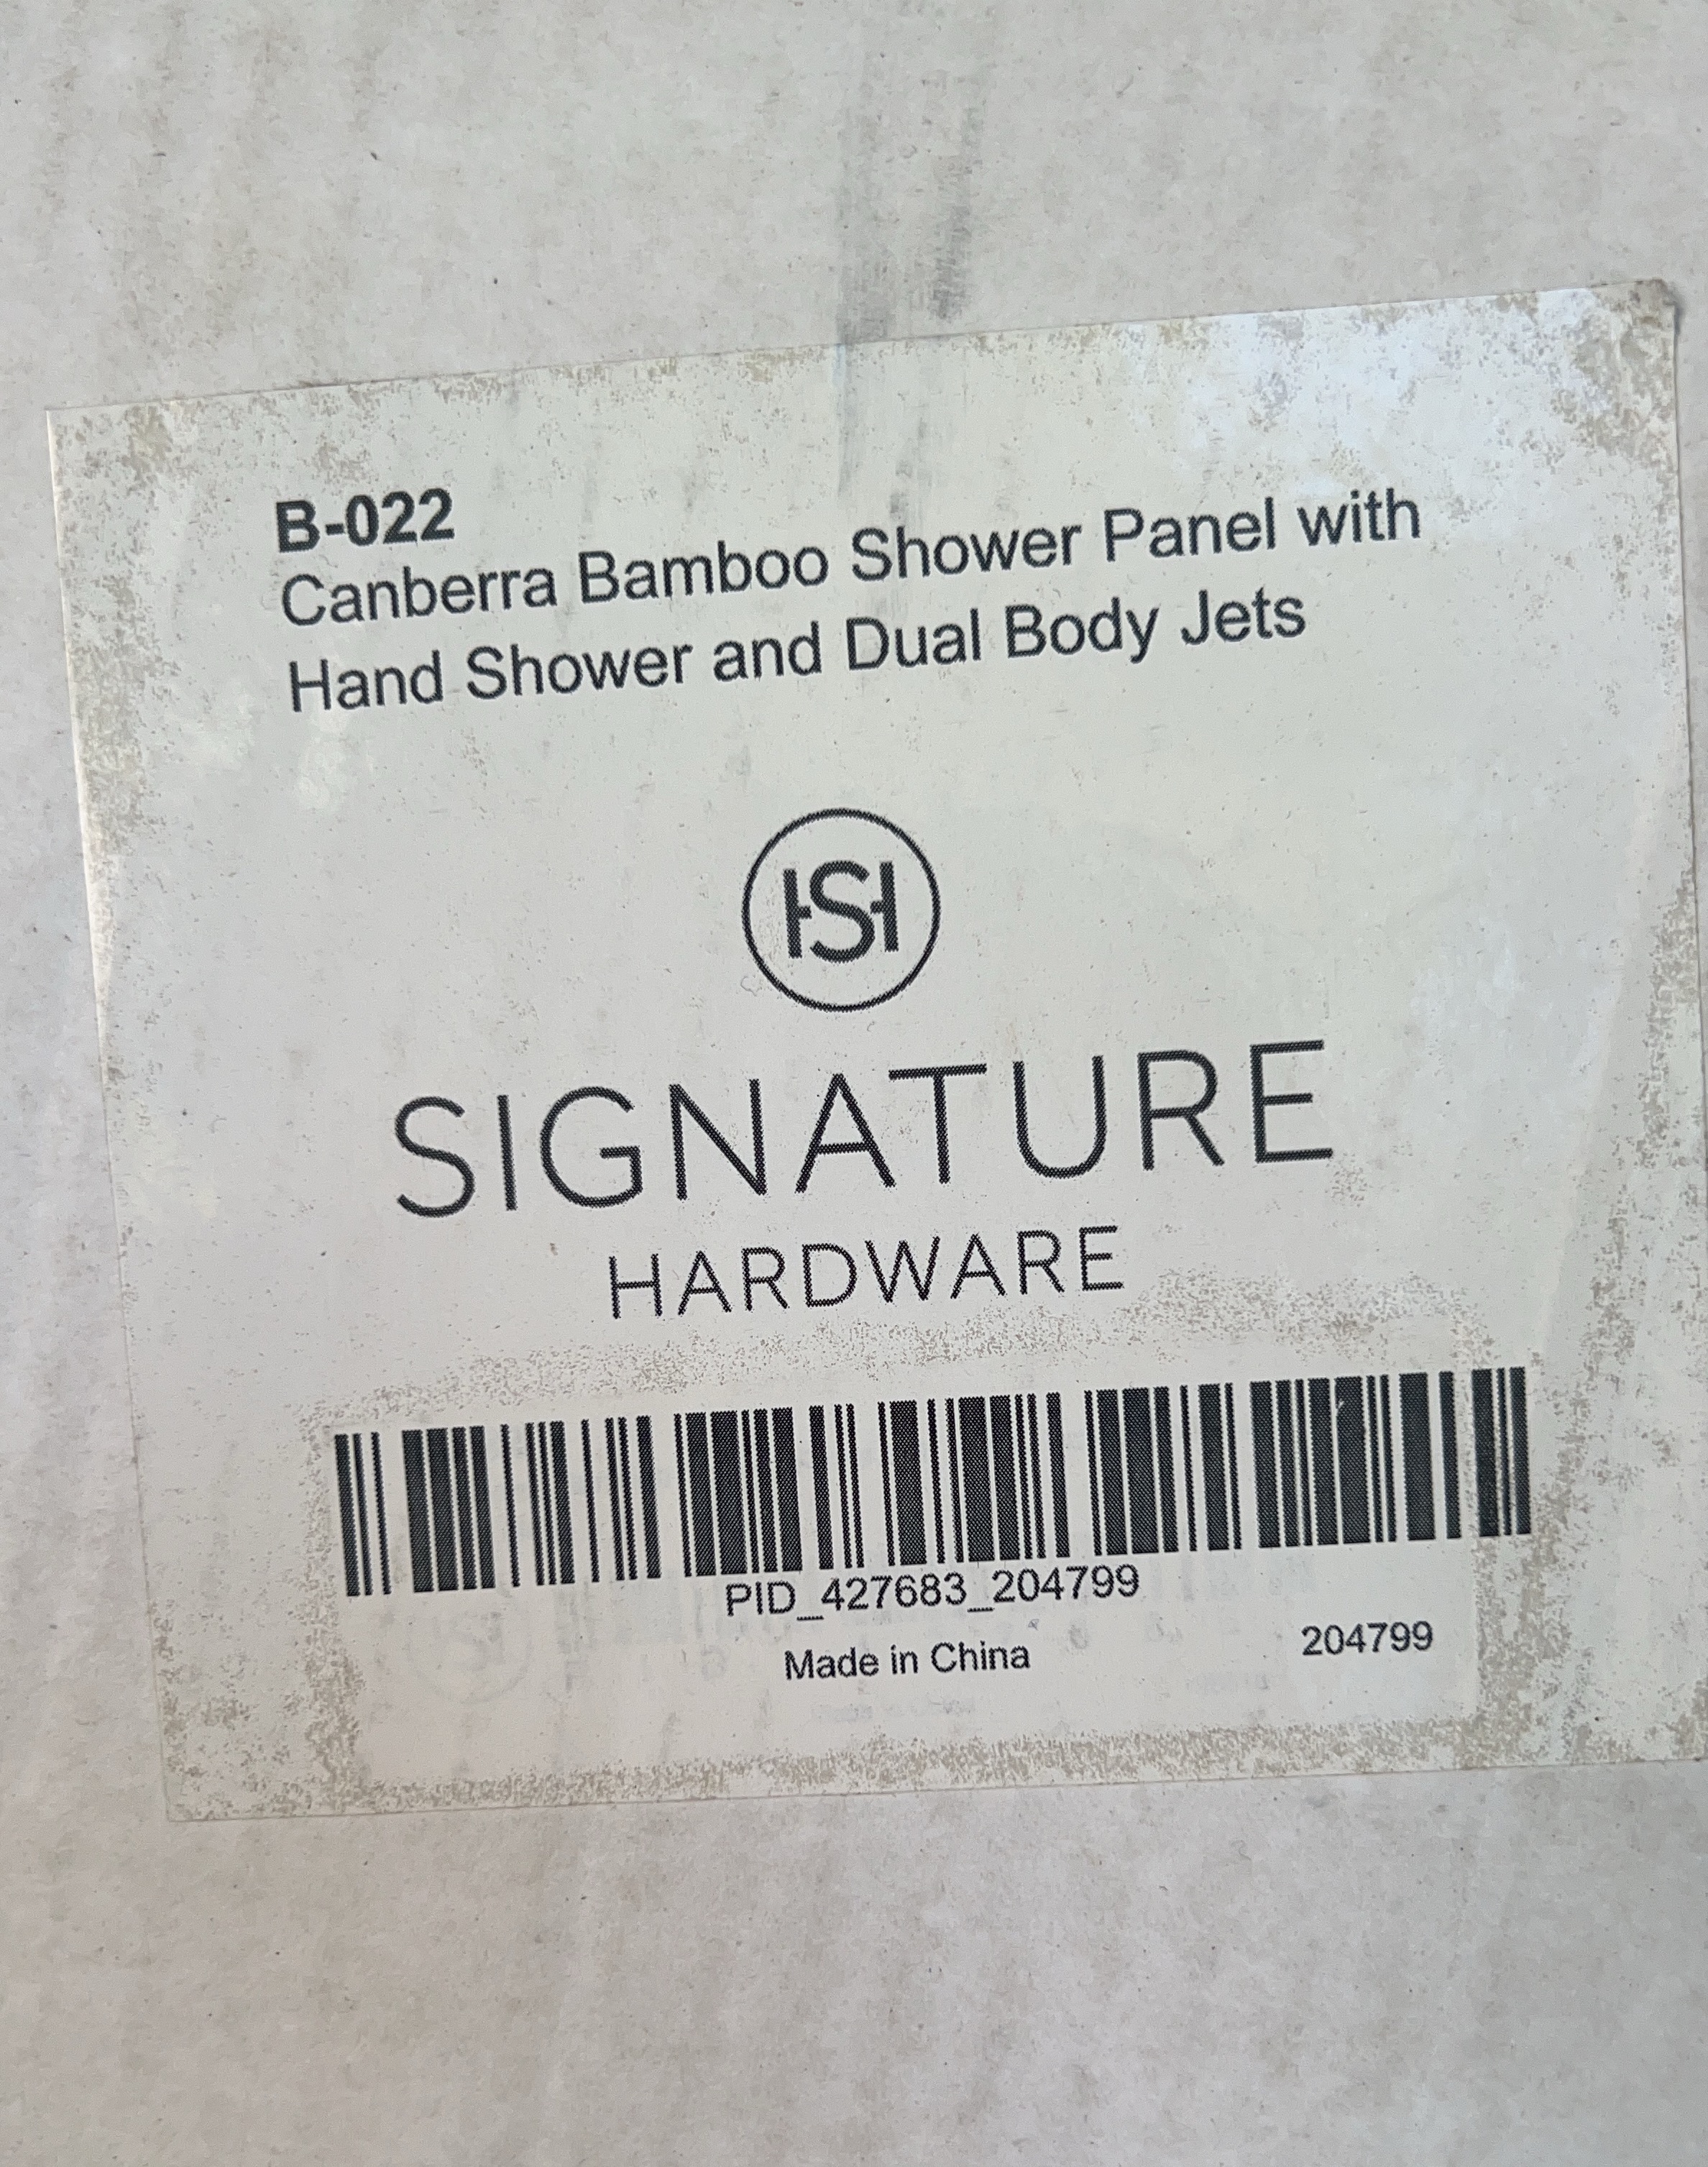 B-022
Canberra Bamboo Shower Panel with
Hand Shower and Dual Body Jets
HSH
SIGNATURE
HARDWARE
PID_427683_204799
Made in China
204799